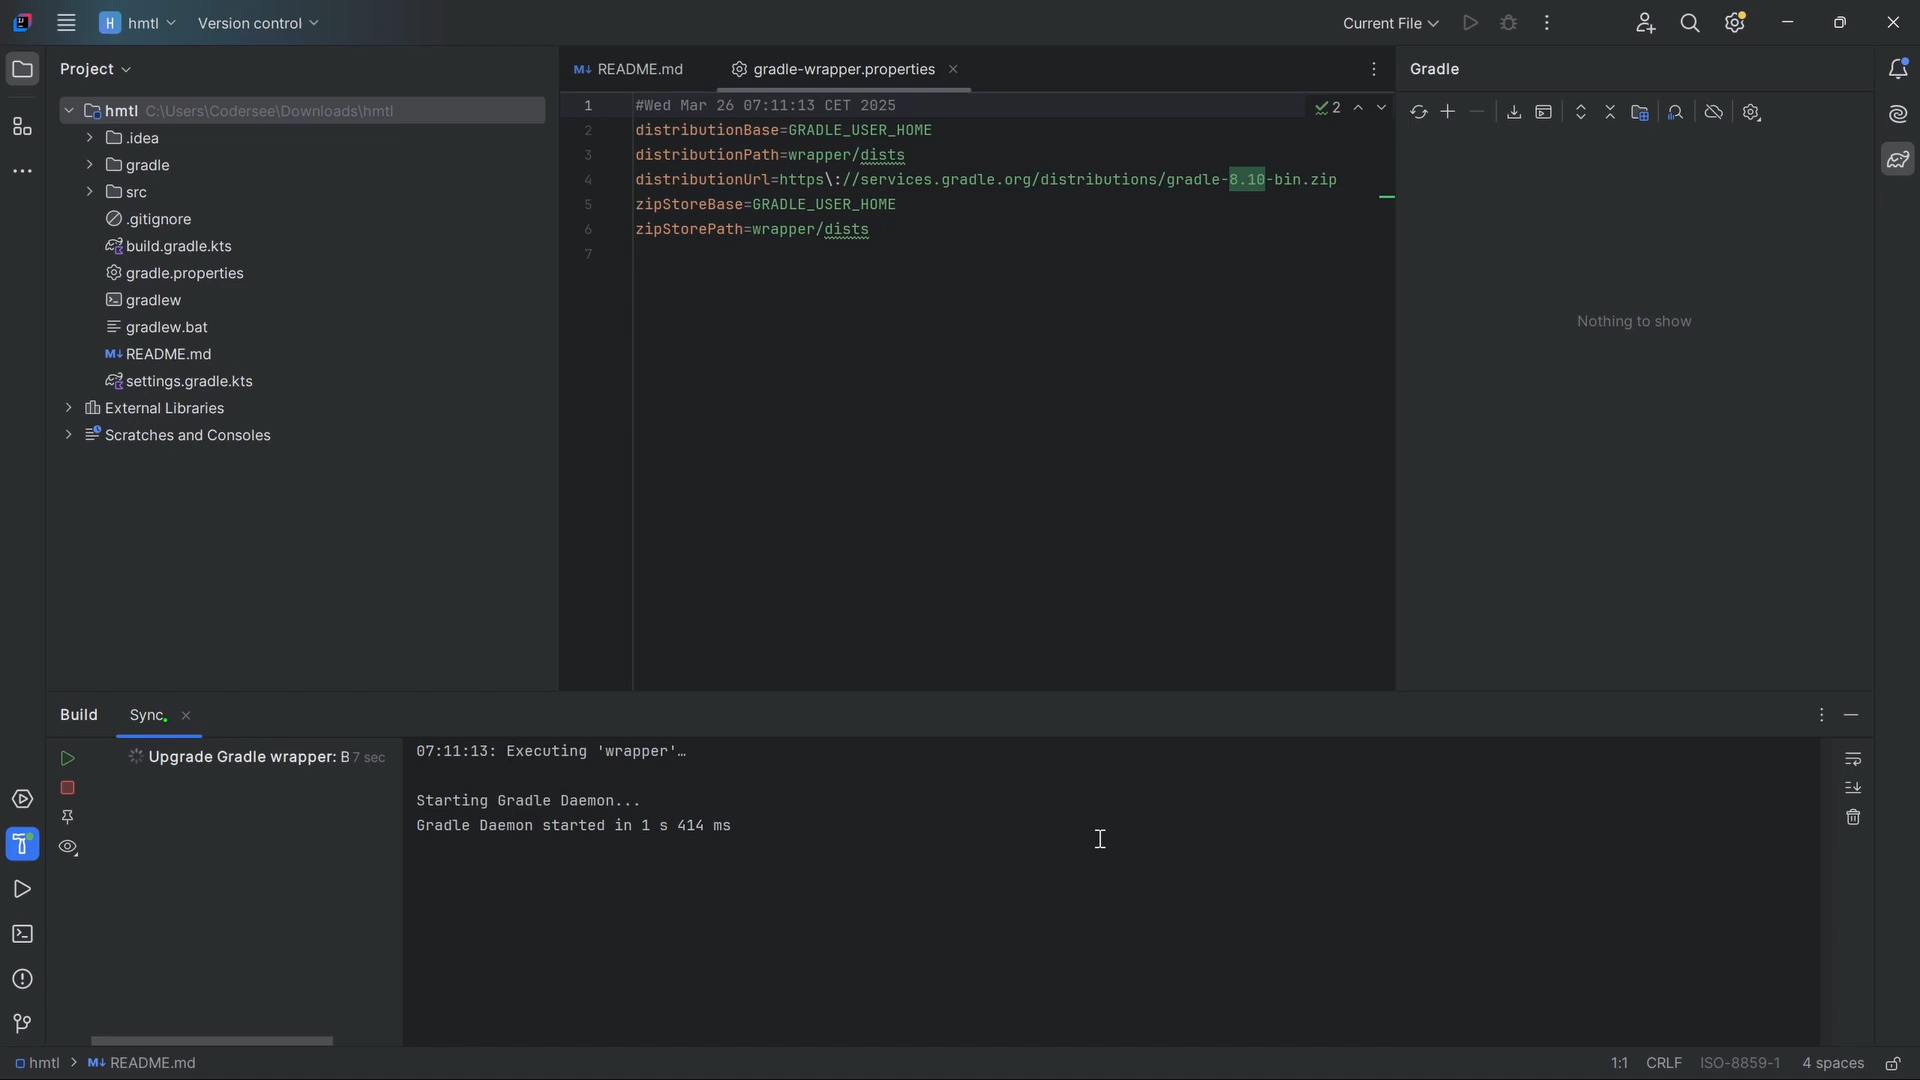 H hmtl Version control Current File
Project
README.md gradle-wrapper.properties
Gradle
hmtl C:\Users\Codersee\Downloads\hmtl
.idea
gradle
src
.gitignore
build.gradle.kts
gradle.properties
gradlew
gradlew.bat
README.md
settings.gradle.kts
External Libraries
Scratches and Consoles
1 #Wed Mar 26 07:11:13 CET 2025
2
2 distributionBase=GRADLE_USER_HOME
3 distributionPath=wrapper/dists
4 distributionUrl=https\://services.gradle.org/distributions/gradle-8.10-bin.zip
5 zipStoreBase=GRADLE_USER_HOME
6 zipStorePath=wrapper/dists
7
Nothing to show
Build Sync
Upgrade Gradle wrapper: B 7 sec
07:11:13: Executing 'wrapper'…
Starting Gradle Daemon...
Gradle Daemon started in 1 s 414 ms
hmtl > README.md
1:1 CRLF ISO-8859-1 4 spaces